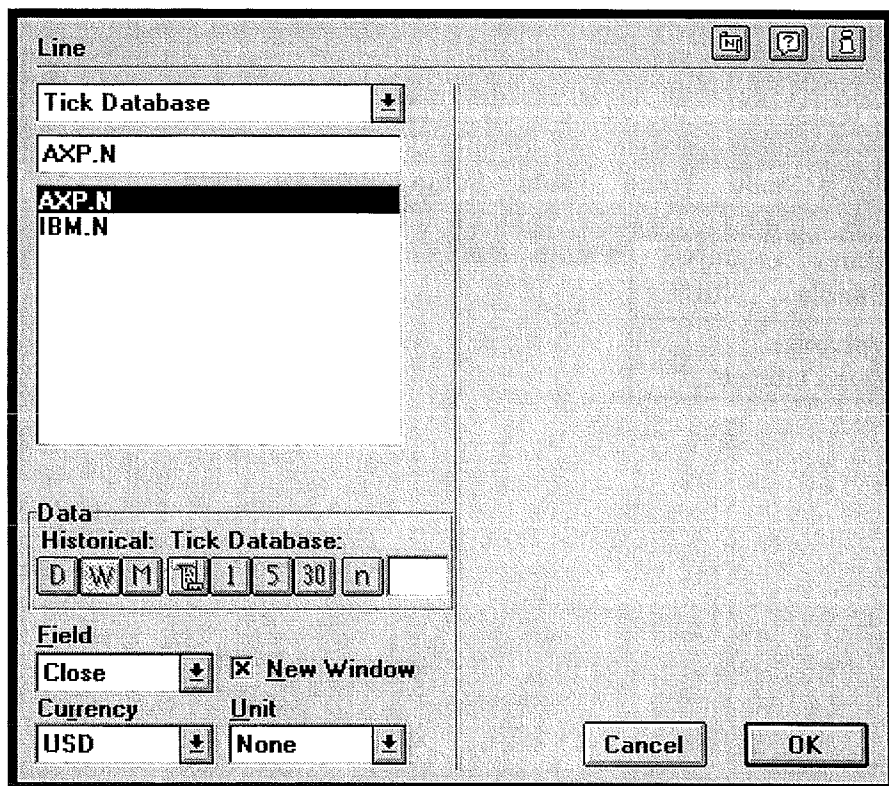 Line
Tick Database
AXP.N
AXP.N
IBM.N
Data
Historical: Tick Database:
D W M 1 5 30 n
Field
Close
New Window
Currency Unit
USD None
Cancel OK